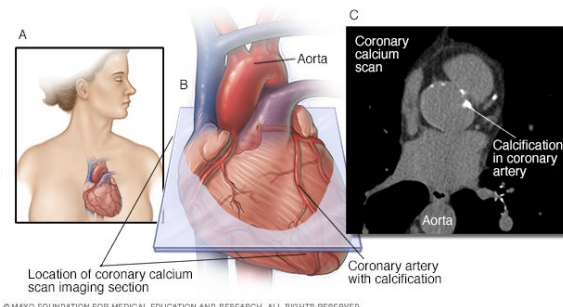 A
B
Aorta
C
Coronary
calcium
scan
Calcification
in coronary
artery
Aorta
Location of coronary calcium
scan imaging section
Coronary artery
with calcification
© MAYO FOUNDATION FOR MEDICAL EDUCATION AND RESEARCH. ALL RIGHTS RESERVED.